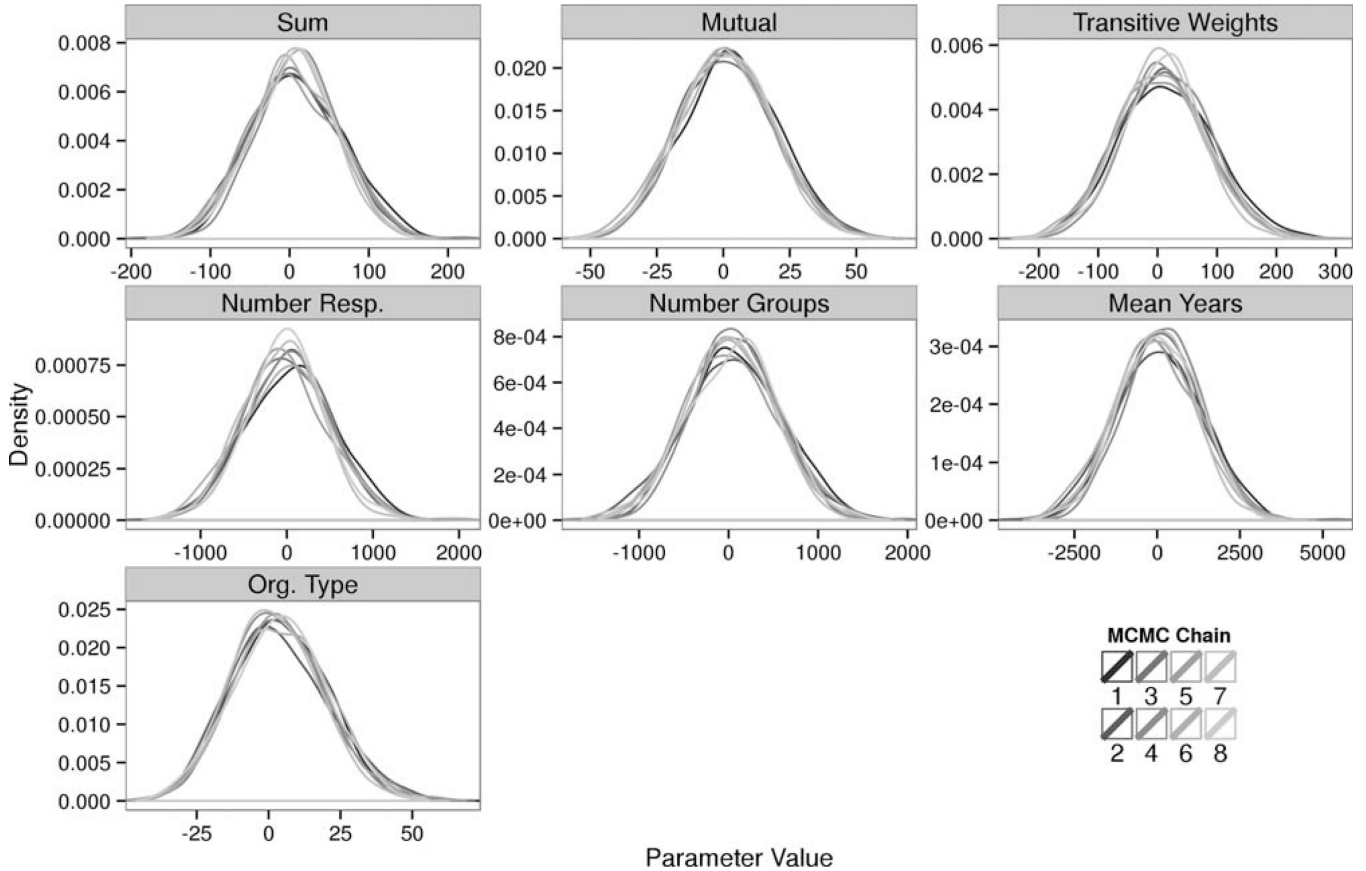 Sum
0.008
0.006
0.004
0.002
0.000
-200 -100 0 100 200
Mutual
0.020
0.015
0.010
0.005
0.000
-50 -25 0 25 50
Transitive Weights
0.006
0.004
0.002
0.000
-200 -100 0 100 200 300
Number Resp.
0.00075
0.00050
0.00025
0.00000
-1000 0 1000 2000
Number Groups
8e-04
6e-04
4e-04
2e-04
0e+00
-1000 0 1000 2000
Mean Years
3e-04
2e-04
1e-04
0e+00
-2500 0 2500 5000
Org. Type
0.025
0.020
0.015
0.010
0.005
0.000
-25 0 25 50
Density
Parameter Value
MCMC Chain
1 3 5 7
2 4 6 8